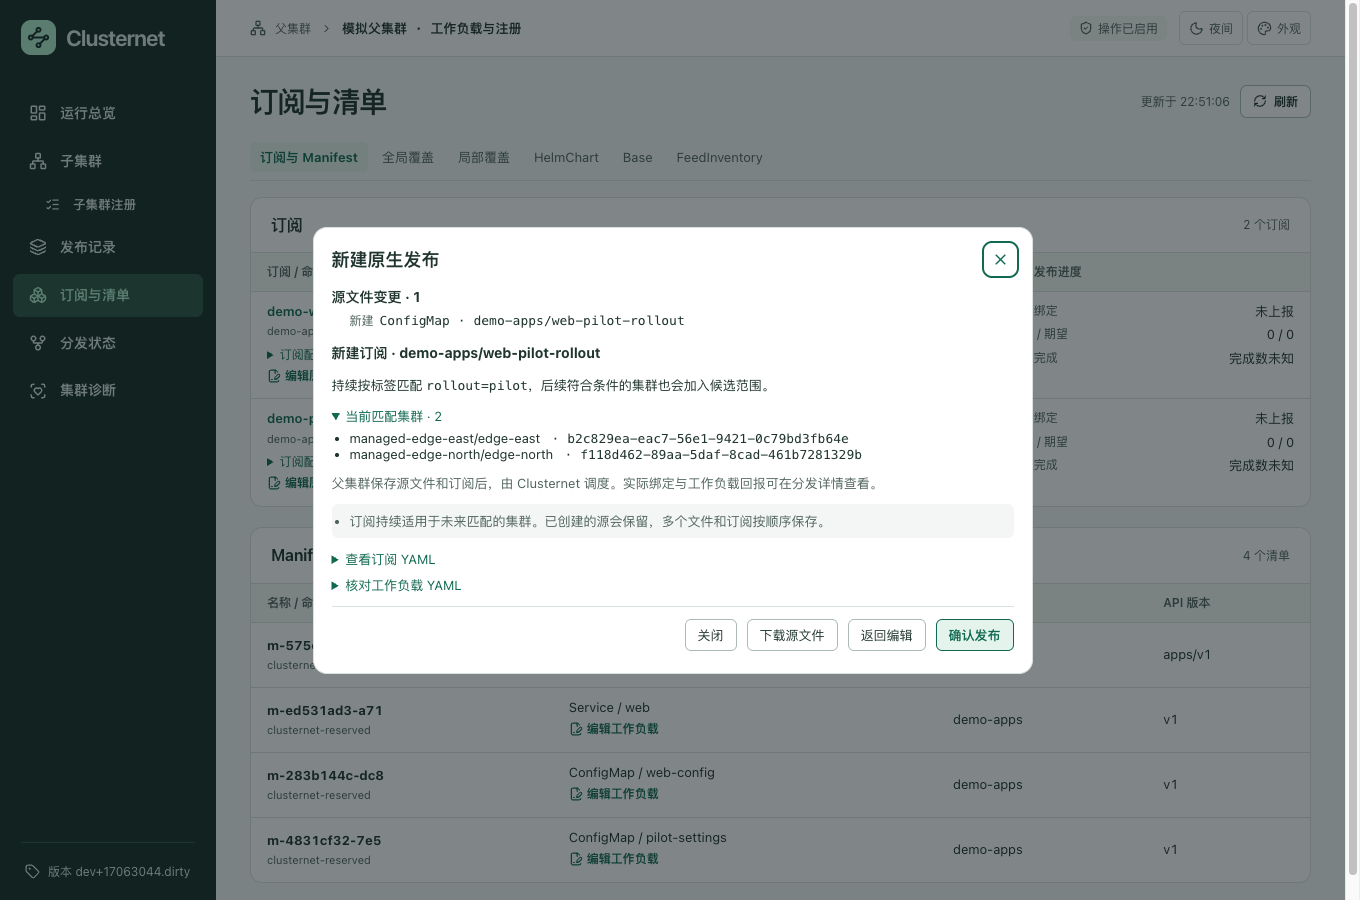 Clusternet
运行总览
子集群
子集群注册
发布记录
订阅与清单
分发状态
集群诊断
版本 dev+17063044.dirty
父集群 › 模拟父集群 · 工作负载与注册
操作已启用
夜间
外观
订阅与清单
更新于 22:51:06
刷新
订阅与 Manifest
全局覆盖
局部覆盖
HelmChart
Base
FeedInventory
订阅
2 个订阅
订阅 / 命
发布进度
demo-w
demo-ap
订阅配
编辑
绑定
未上报
/ 期望
0 / 0
完成
完成数未知
demo-p
demo-ap
订阅配
编辑
绑定
未上报
/ 期望
0 / 0
完成
完成数未知
新建原生发布
源文件变更 · 1
新建 ConfigMap · demo-apps/web-pilot-rollout
新建订阅 · demo-apps/web-pilot-rollout
持续按标签匹配 rollout=pilot，后续符合条件的集群也会加入候选范围。
当前匹配集群 · 2
managed-edge-east/edge-east · b2c829ea-eac7-56e1-9421-0c79bd3fb64e
managed-edge-north/edge-north · f118d462-89aa-5daf-8cad-461b7281329b
父集群保存源文件和订阅后，由 Clusternet 调度。实际绑定与工作负载回报可在分发详情查看。
订阅持续适用于未来匹配的集群。已创建的源会保留，多个文件和订阅按顺序保存。
查看订阅 YAML
核对工作负载 YAML
关闭
下载源文件
返回编辑
确认发布
Manif
4 个清单
名称 / 命
API 版本
m-575
clusternet-
apps/v1
m-ed531ad3-a71
clusternet-reserved
Service / web
编辑工作负载
demo-apps
v1
m-283b144c-dc8
clusternet-reserved
ConfigMap / web-config
编辑工作负载
demo-apps
v1
m-4831cf32-7e5
clusternet-reserved
ConfigMap / pilot-settings
编辑工作负载
demo-apps
v1